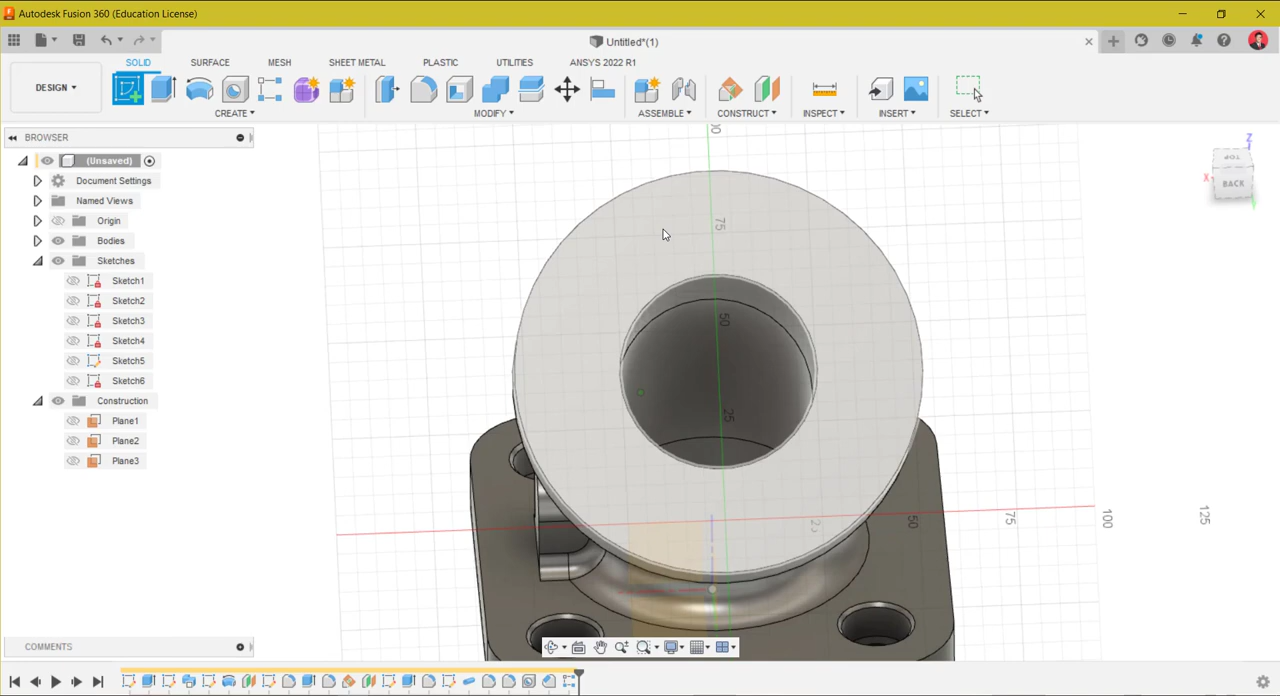 Autodesk Fusion 360 (Education License)
Untitled*(1)
DESIGN
SOLID
SURFACE
MESH
SHEET METAL
PLASTIC
UTILITIES
ANSYS 2022 R1
CREATE
MODIFY
ASSEMBLE
CONSTRUCT
INSPECT
INSERT
SELECT
BROWSER
(Unsaved)
Document Settings
Named Views
Origin
Bodies
Sketches
Sketch1
Sketch2
Sketch3
Sketch4
Sketch5
Sketch6
Construction
Plane1
Plane2
Plane3
Z
TOP
X
BACK
75
50
25
50
75
100
125
COMMENTS